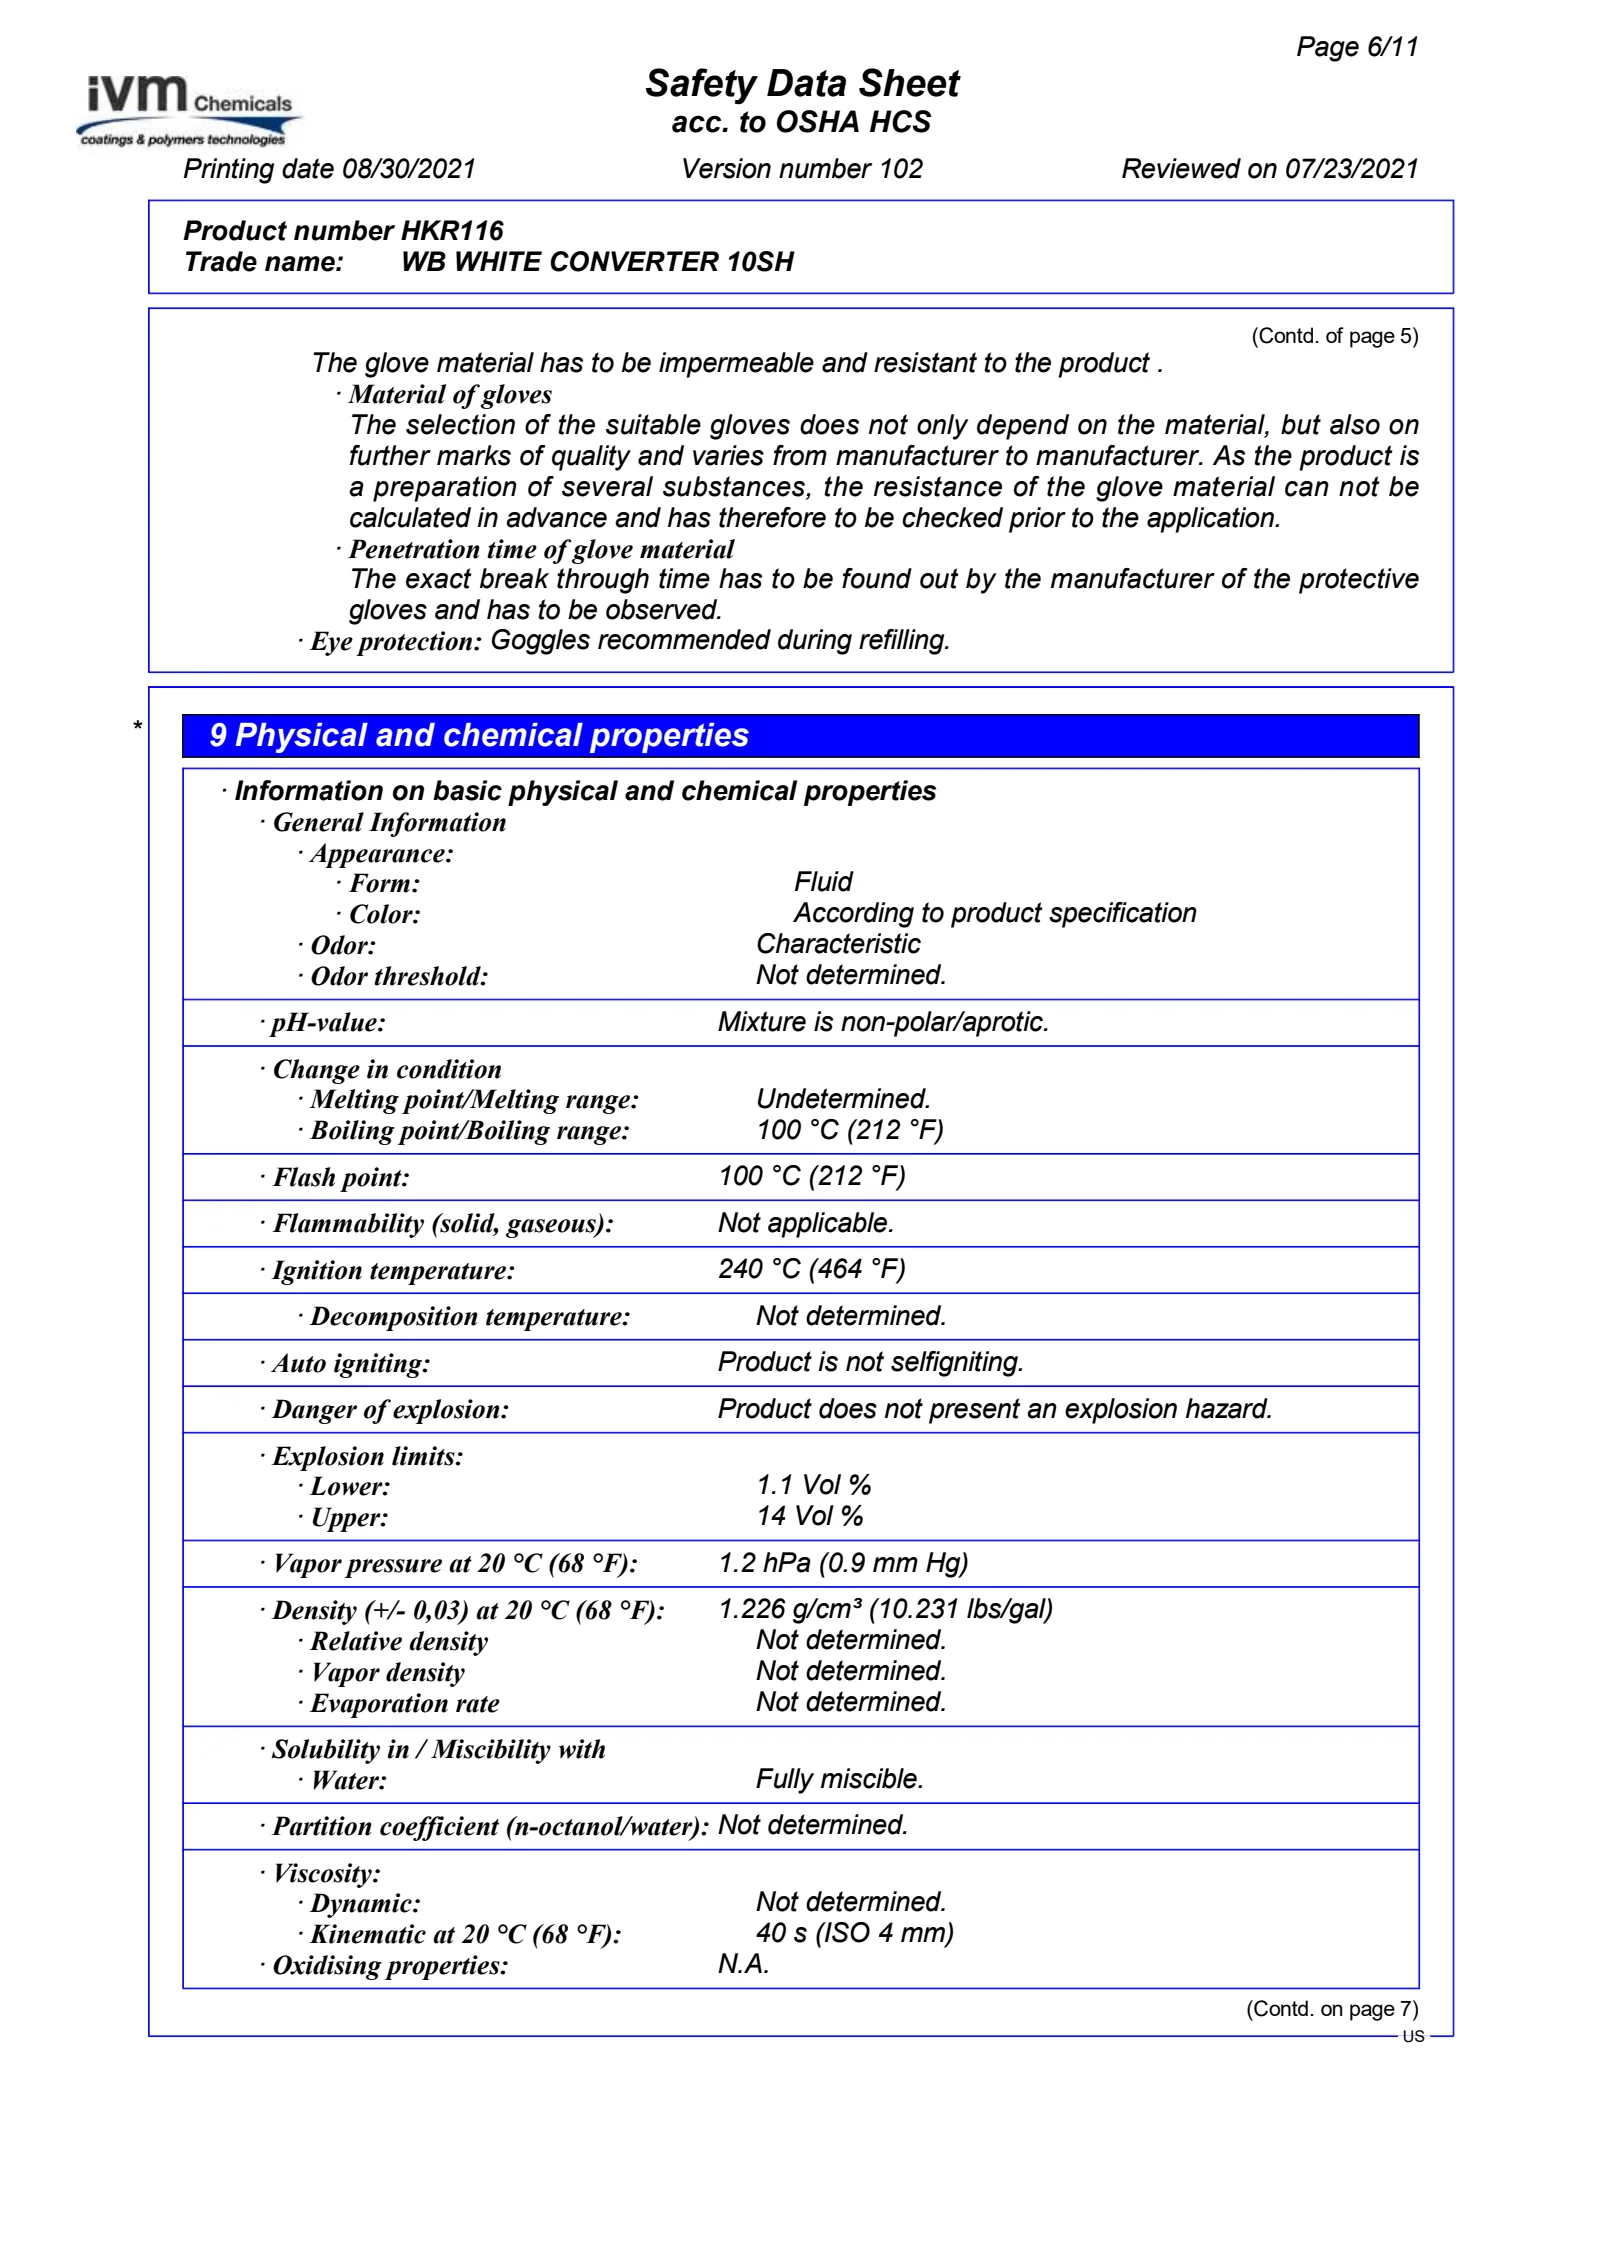 Page 6/11
ivm Chemicals
coatings & polymers technologies
Safety Data Sheet
acc. to OSHA HCS
Printing date 08/30/2021 Version number 102 Reviewed on 07/23/2021
Product number HKR116
Trade name: WB WHITE CONVERTER 10SH
(Contd. of page 5)
The glove material has to be impermeable and resistant to the product .
· Material of gloves
The selection of the suitable gloves does not only depend on the material, but also on
further marks of quality and varies from manufacturer to manufacturer. As the product is
a preparation of several substances, the resistance of the glove material can not be
calculated in advance and has therefore to be checked prior to the application.
· Penetration time of glove material
The exact break through time has to be found out by the manufacturer of the protective
gloves and has to be observed.
· Eye protection: Goggles recommended during refilling.
* 9 Physical and chemical properties
· Information on basic physical and chemical properties
· General Information
· Appearance:
· Form: Fluid
· Color: According to product specification
· Odor: Characteristic
· Odor threshold: Not determined.
· pH-value: Mixture is non-polar/aprotic.
· Change in condition
· Melting point/Melting range: Undetermined.
· Boiling point/Boiling range: 100 °C (212 °F)
· Flash point: 100 °C (212 °F)
· Flammability (solid, gaseous): Not applicable.
· Ignition temperature: 240 °C (464 °F)
· Decomposition temperature: Not determined.
· Auto igniting: Product is not selfigniting.
· Danger of explosion: Product does not present an explosion hazard.
· Explosion limits:
· Lower: 1.1 Vol %
· Upper: 14 Vol %
· Vapor pressure at 20 °C (68 °F): 1.2 hPa (0.9 mm Hg)
· Density (+/- 0,03) at 20 °C (68 °F): 1.226 g/cm³ (10.231 lbs/gal)
· Relative density Not determined.
· Vapor density Not determined.
· Evaporation rate Not determined.
· Solubility in / Miscibility with
· Water: Fully miscible.
· Partition coefficient (n-octanol/water): Not determined.
· Viscosity:
· Dynamic: Not determined.
· Kinematic at 20 °C (68 °F): 40 s (ISO 4 mm)
· Oxidising properties: N.A.
(Contd. on page 7)
US